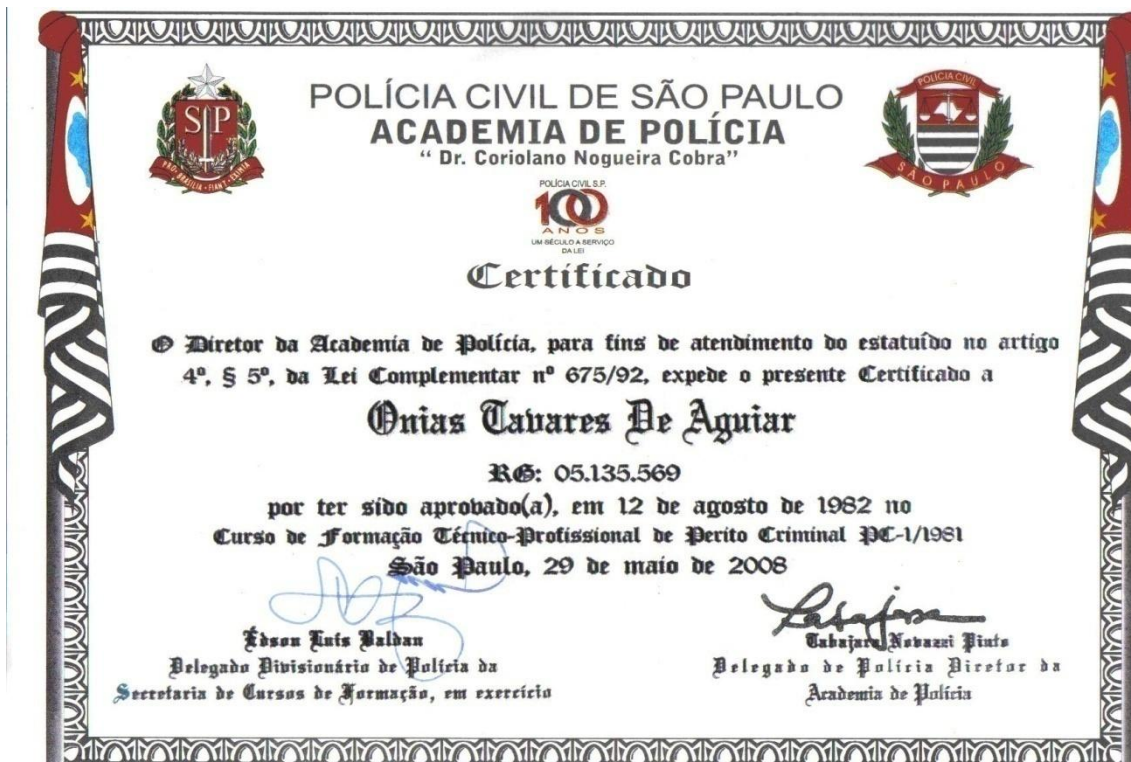 POLÍCIA CIVIL DE SÃO PAULO
ACADEMIA DE POLÍCIA
“ Dr. Coriolano Nogueira Cobra”
SP
PRO·BRASILIA·FIANT·EXIMIA
POLÍCIA CIVIL
SÃO PAULO
POLÍCIA CIVIL S.P.
100
ANOS
UM SÉCULO A SERVIÇO
DA LEI
Certificado
O Diretor da Academia de Polícia, para fins de atendimento do estatuído no artigo
4º, § 5º, da Lei Complementar nº 675/92, expede o presente Certificado a
Onias Tavares De Aguiar
RG: 05.135.569
por ter sido aprovado(a), em 12 de agosto de 1982 no
Curso de Formação Técnico-Profissional de Perito Criminal PC-1/1981
São Paulo, 29 de maio de 2008
Édson Luís Baldan
Delegado Divisionário de Polícia da
Secretaria de Cursos de Formação, em exercício
Tabajara Novazzi Pinto
Delegado de Polícia Diretor da
Academia de Polícia